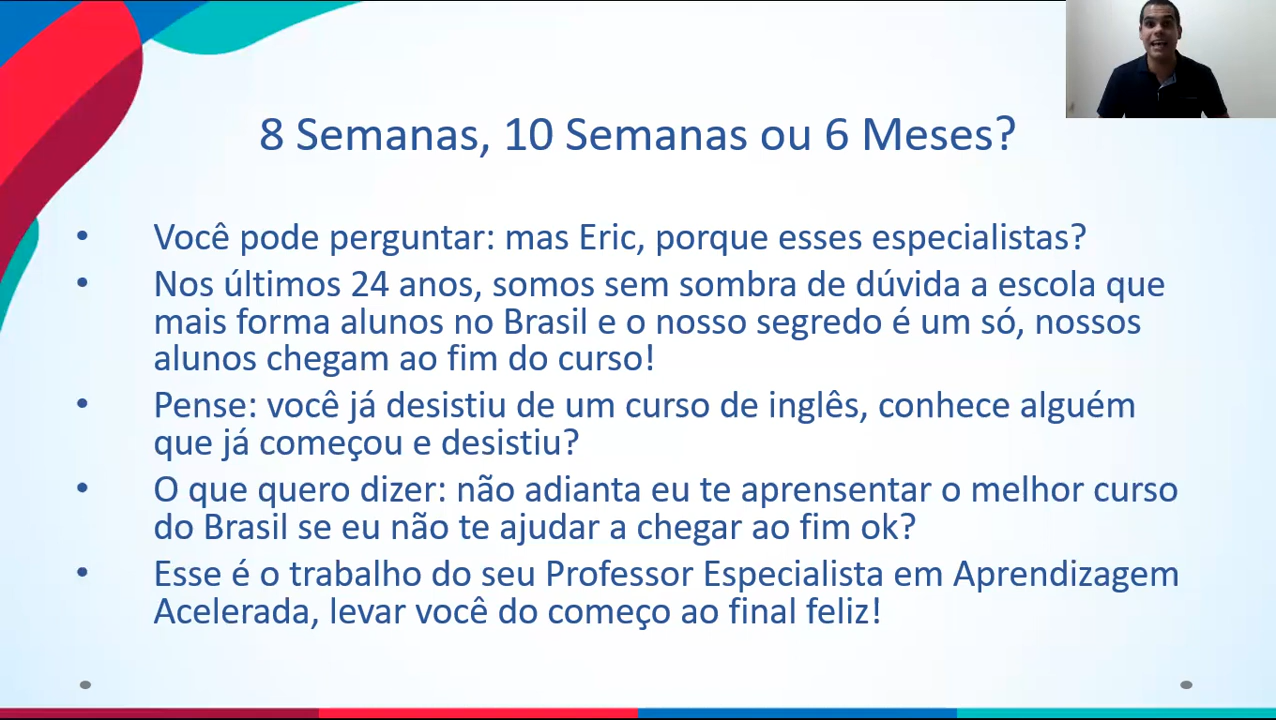 8 Semanas, 10 Semanas ou 6 Meses?
• Você pode perguntar: mas Eric, porque esses especialistas?
• Nos últimos 24 anos, somos sem sombra de dúvida a escola que
mais forma alunos no Brasil e o nosso segredo é um só, nossos
alunos chegam ao fim do curso!
• Pense: você já desistiu de um curso de inglês, conhece alguém
que já começou e desistiu?
• O que quero dizer: não adianta eu te aprensentar o melhor curso
do Brasil se eu não te ajudar a chegar ao fim ok?
• Esse é o trabalho do seu Professor Especialista em Aprendizagem
Acelerada, levar você do começo ao final feliz!